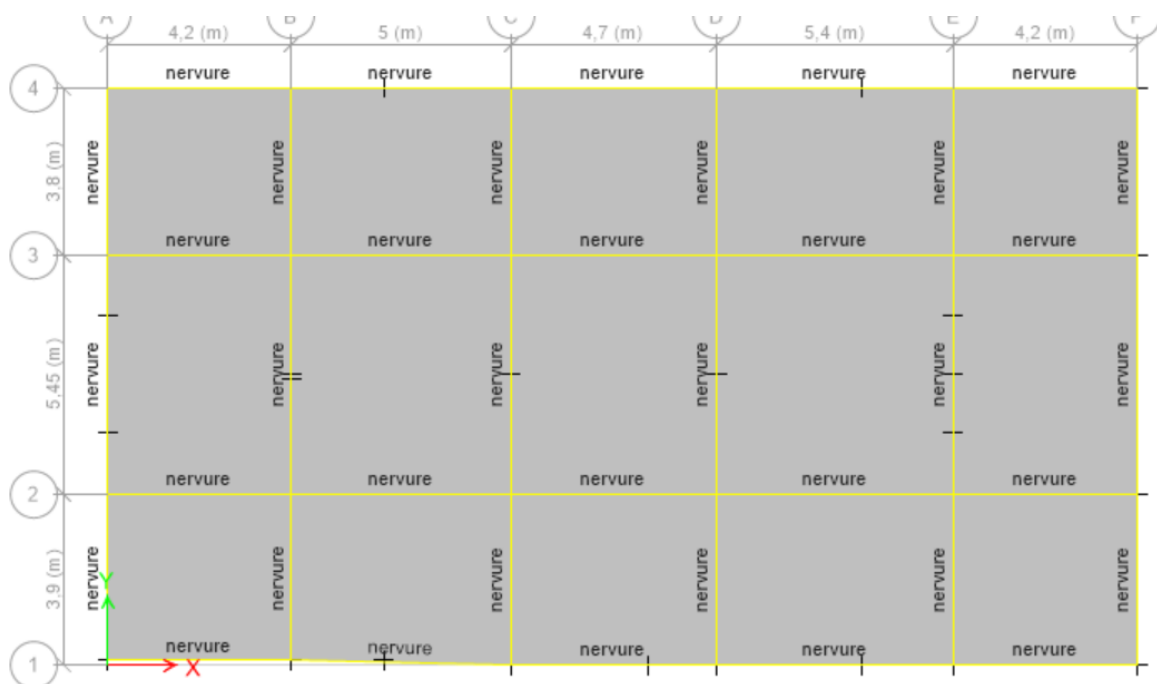 A B C D E F
4,2 (m) 5 (m) 4,7 (m) 5,4 (m) 4,2 (m)
nervure nervure nervure nervure nervure
4
3,8 (m) nervure nervure nervure nervure nervure nervure
nervure nervure nervure nervure nervure
3
5,45 (m) nervure nervure nervure nervure nervure nervure
nervure nervure nervure nervure nervure
2
3,9 (m) nervure nervure nervure nervure nervure nervure
Y
nervure nervure nervure nervure nervure
1 X